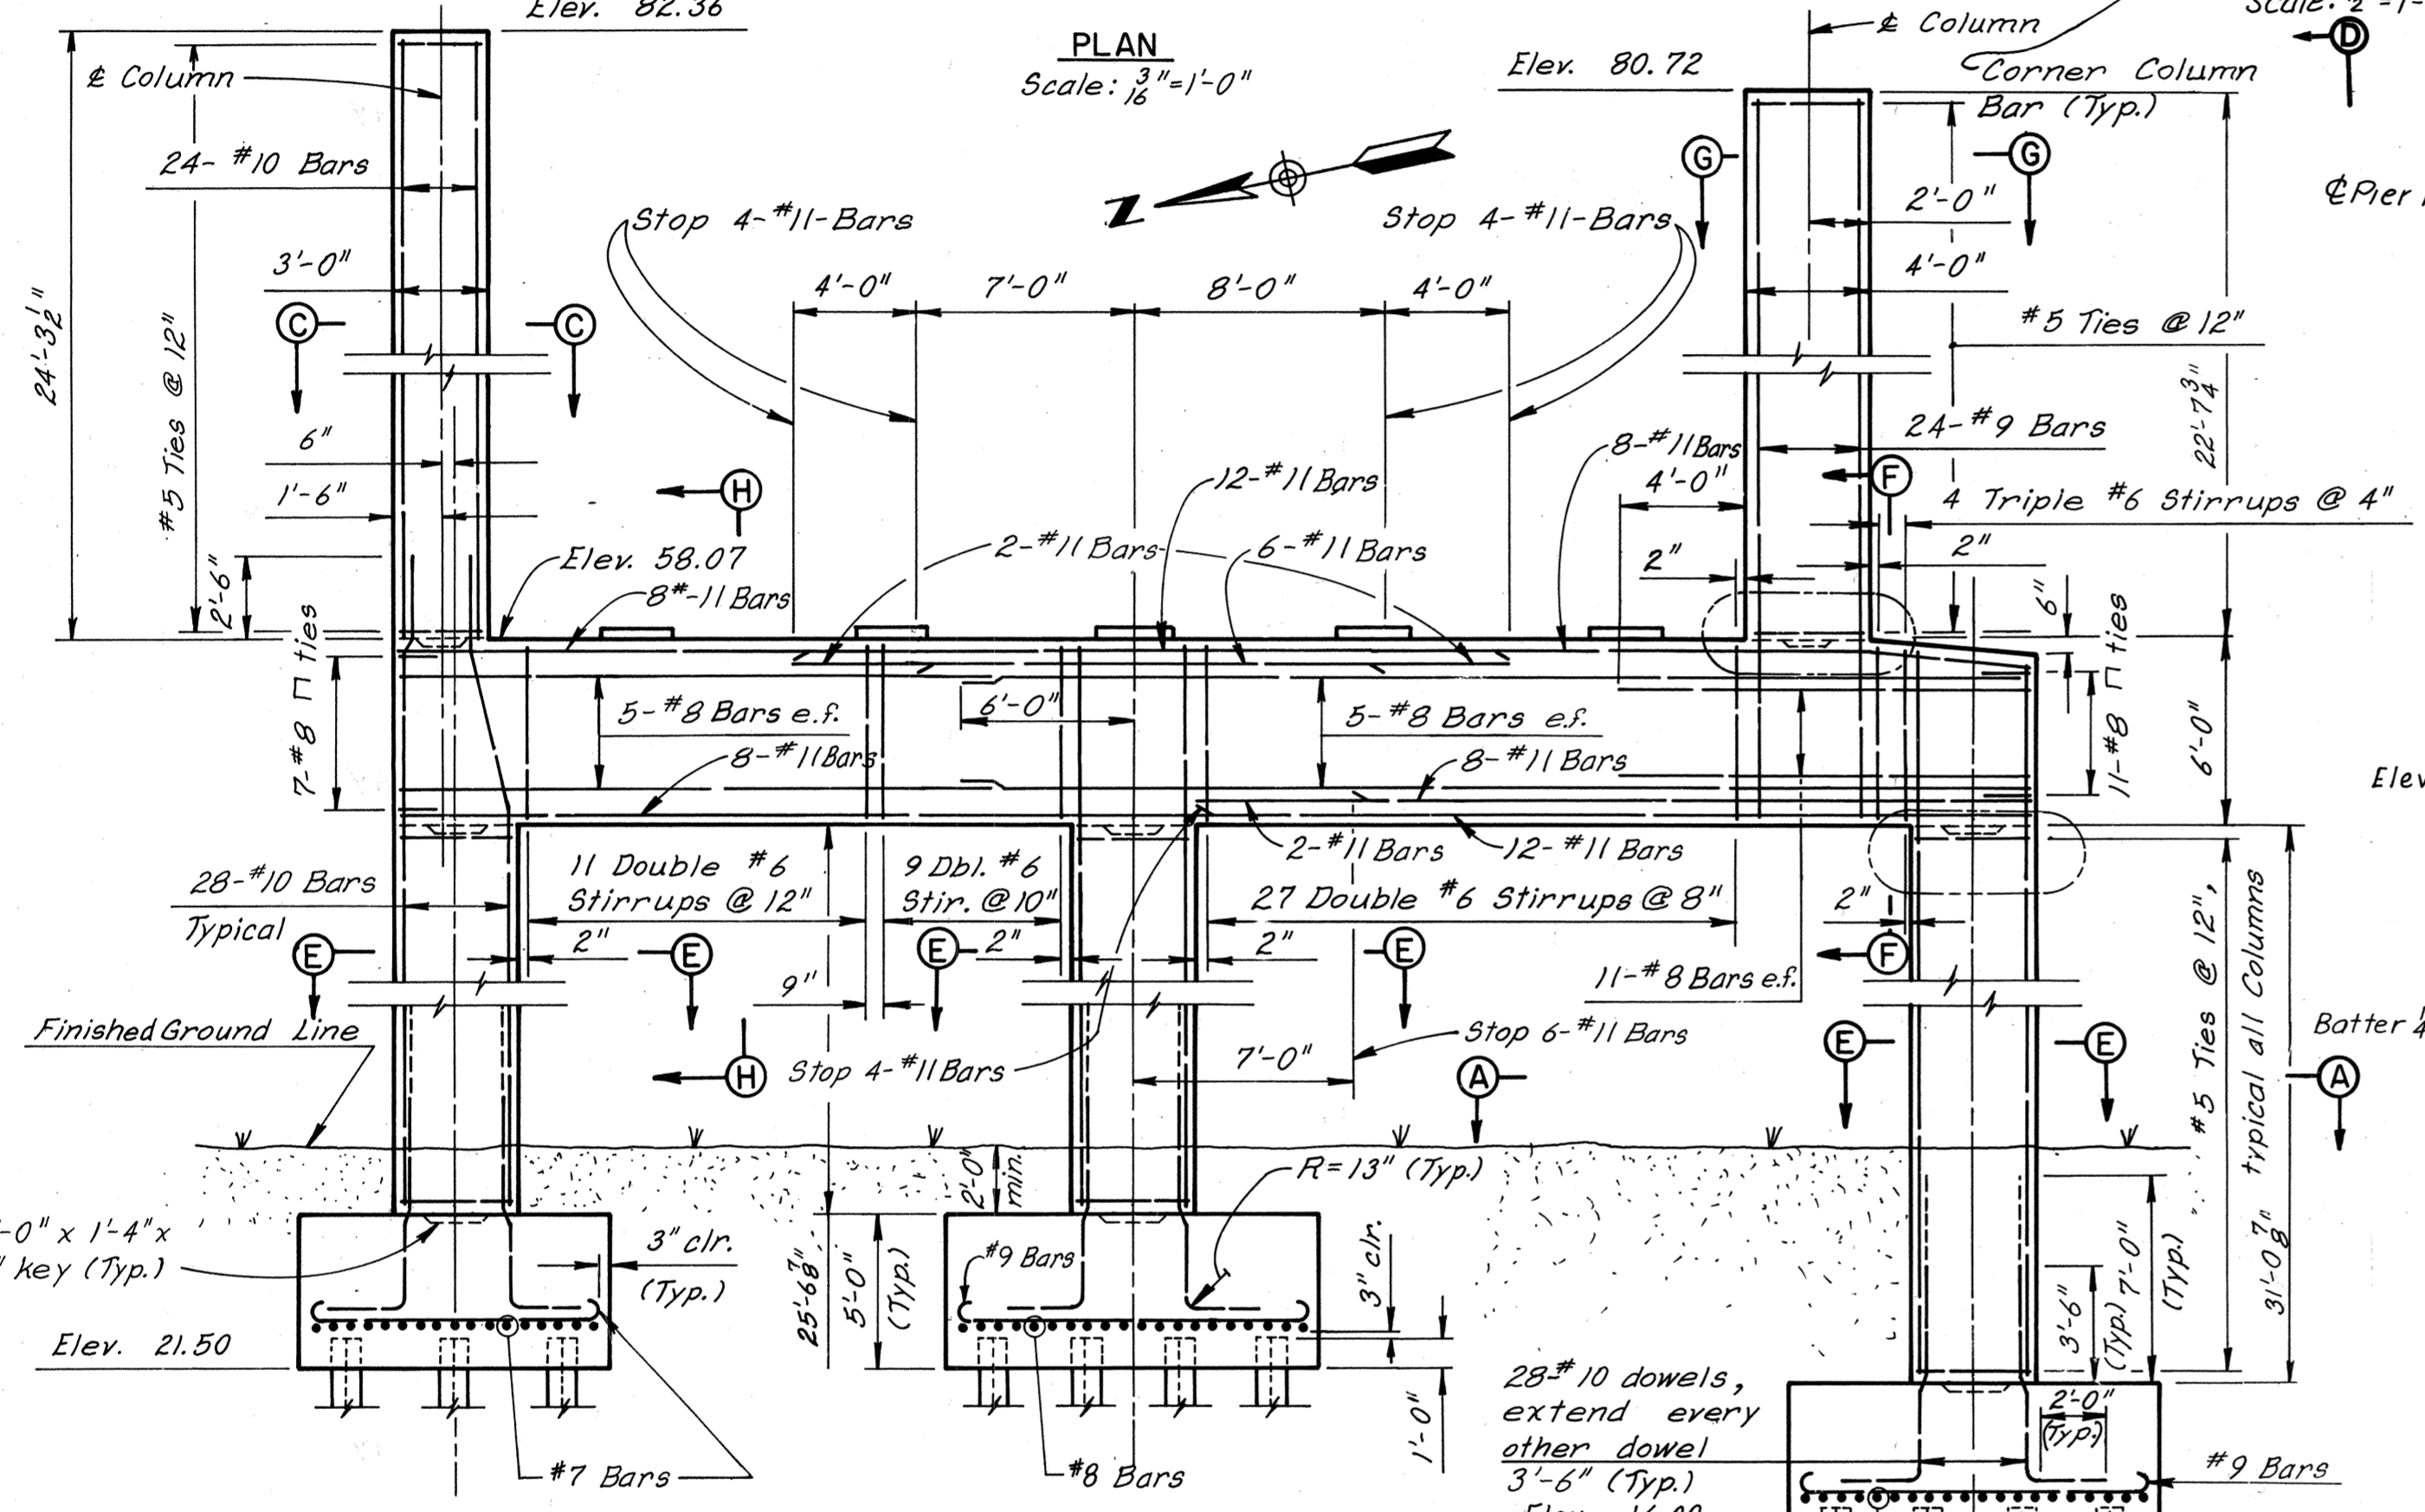 Elev. 82.36
PLAN
Scale: 3/16"=1'-0"
℄ Column
Elev. 80.72
℄ Column
Corner Column
Bar (Typ.)
D
24-#10 Bars
3'-0"
C
C
24'-3½"
#5 Ties @ 12"
6"
1'-6"
2'-6"
N
Stop 4-#11-Bars
Stop 4-#11-Bars
4'-0"
7'-0"
8'-0"
4'-0"
G
G
2'-0"
4'-0"
#5 Ties @ 12"
22'-7¾"
24-#9 Bars
℄ Pier
H
12-#11 Bars
8-#11 Bars
4'-0"
F
4 Triple #6 Stirrups @ 4"
2"
2"
6"
Elev. 58.07
8#-11 Bars
2-#11 Bars
6-#11 Bars
7-#8 ⊓ ties
11-#8 ⊓ ties
6'-0"
5-#8 Bars e.f.
6'-0"
5-#8 Bars e.f.
8-#11 Bars
8-#11 Bars
Elev
28-#10 Bars
Typical
11 Double #6
Stirrups @ 12"
9 Dbl. #6
Stir. @ 10"
2-#11 Bars
12-#11 Bars
27 Double #6 Stirrups @ 8"
2"
E
E
2"
E
2"
2"
E
F
9"
11-#8 Bars e.f.
Finished Ground Line
H
Stop 4-#11 Bars
7'-0"
Stop 6-#11 Bars
A
E
E
#5 Ties @ 12",
typical all Columns
Batter
A
2'-0"
min.
R=13" (Typ.)
-0" x 1'-4" x
" key (Typ.)
3" clr.
(Typ.)
25'-6⅞"
5'-0"
(Typ.)
#9 Bars
3" clr.
1'-0"
3'-6"
(Typ.)
7'-0"
(Typ.)
31'-0⅞"
Elev. 21.50
#7 Bars
#8 Bars
28-#10 dowels,
extend every
other dowel
3'-6" (Typ.)
2'-0"
(Typ.)
#9 Bars